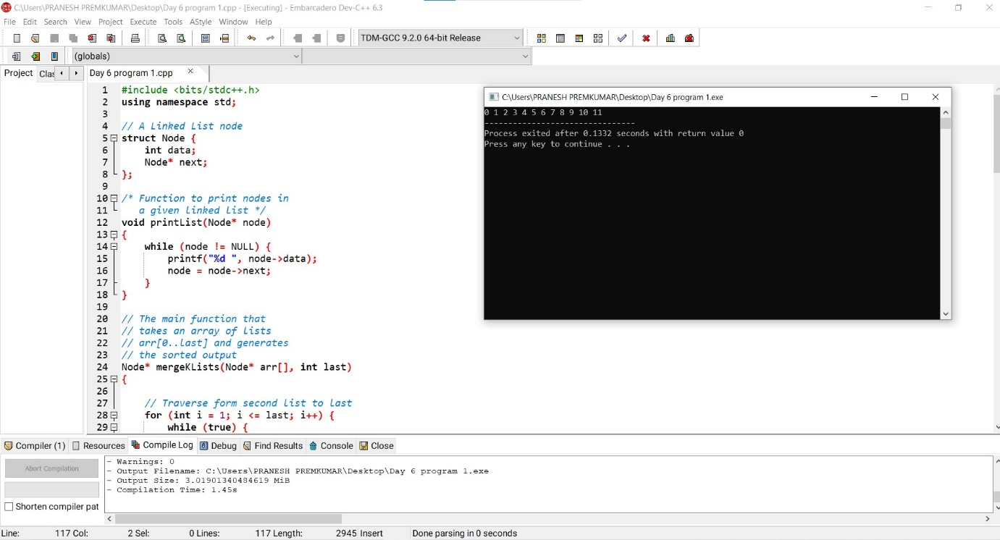 C:\Users\PRANESH PREMKUMAR\Desktop\Day 6 program 1.cpp - [Executing] - Embarcadero Dev-C++ 6.3
File Edit Search View Project Execute Tools AStyle Window Help
TDM-GCC 9.2.0 64-bit Release
(globals)
Project Clas Day 6 program 1.cpp
1 #include <bits/stdc++.h>
2 using namespace std;
3
4 // A Linked List node
5 struct Node {
6 int data;
7 Node* next;
8 };
9
10 /* Function to print nodes in
11 a given linked list */
12 void printList(Node* node)
13 {
14 while (node != NULL) {
15 printf("%d ", node->data);
16 node = node->next;
17 }
18 }
19
20 // The main function that
21 // takes an array of lists
22 // arr[0..last] and generates
23 // the sorted output
24 Node* mergeKLists(Node* arr[], int last)
25 {
26
27 // Traverse form second list to last
28 for (int i = 1; i <= last; i++) {
29 while (true) {
C:\Users\PRANESH PREMKUMAR\Desktop\Day 6 program 1.exe
0 1 2 3 4 5 6 7 8 9 10 11
--------------------------------
Process exited after 0.1332 seconds with return value 0
Press any key to continue . . .
Compiler (1) Resources Compile Log Debug Find Results Console Close
Abort Compilation
Shorten compiler pat
- Warnings: 0
- Output Filename: C:\Users\PRANESH PREMKUMAR\Desktop\Day 6 program 1.exe
- Output Size: 3.01901340484619 MiB
- Compilation Time: 1.45s
Line: 117 Col: 2 Sel: 0 Lines: 117 Length: 2945 Insert Done parsing in 0 seconds